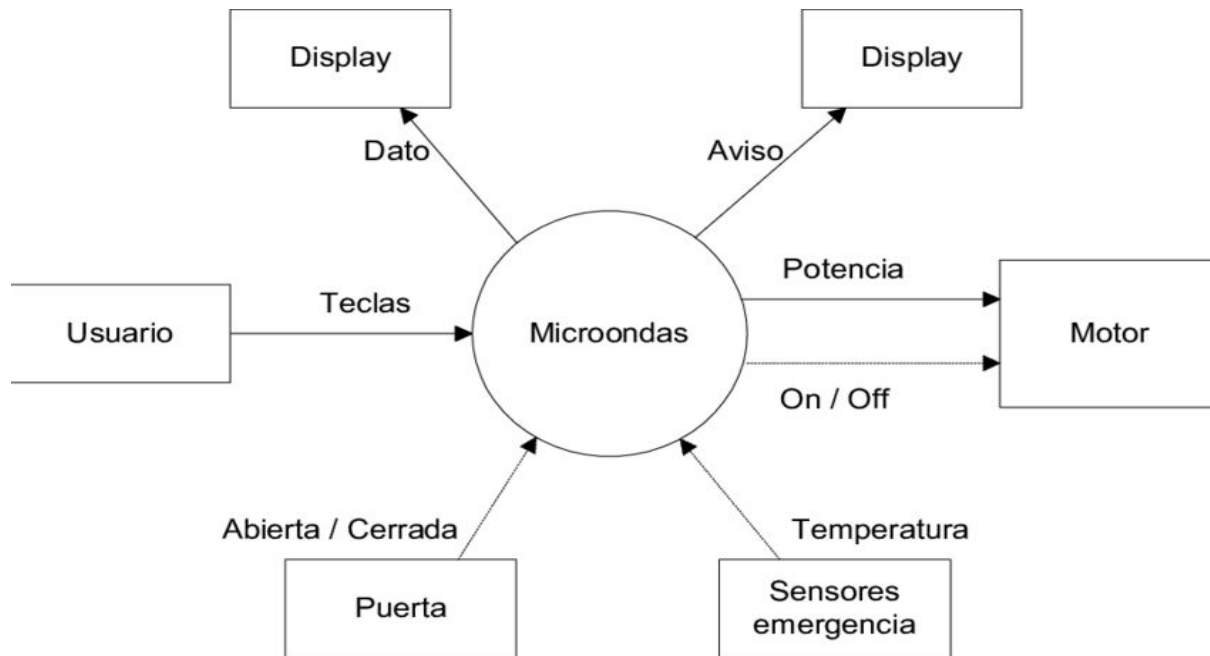 Display
Display
Dato
Aviso
Potencia
Teclas
Usuario
Microondas
Motor
On / Off
Abierta / Cerrada
Temperatura
Puerta
Sensores
emergencia